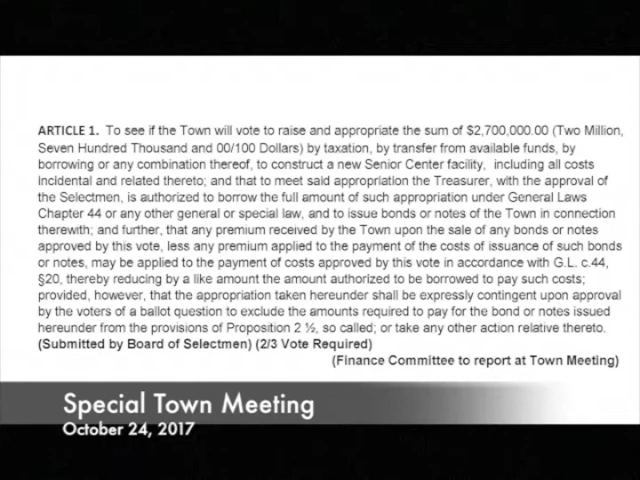 ARTICLE 1. To see if the Town will vote to raise and appropriate the sum of $2,700,000.00 (Two Million,
Seven Hundred Thousand and 00/100 Dollars) by taxation, by transfer from available funds, by
borrowing or any combination thereof, to construct a new Senior Center facility, including all costs
incidental and related thereto; and that to meet said appropriation the Treasurer, with the approval of
the Selectmen, is authorized to borrow the full amount of such appropriation under General Laws
Chapter 44 or any other general or special law, and to issue bonds or notes of the Town in connection
therewith; and further, that any premium received by the Town upon the sale of any bonds or notes
approved by this vote, less any premium applied to the payment of the costs of issuance of such bonds
or notes, may be applied to the payment of costs approved by this vote in accordance with G.L. c.44,
§20, thereby reducing by a like amount the amount authorized to be borrowed to pay such costs;
provided, however, that the appropriation taken hereunder shall be expressly contingent upon approval
by the voters of a ballot question to exclude the amounts required to pay for the bond or notes issued
hereunder from the provisions of Proposition 2 ½, so called; or take any other action relative thereto.
(Submitted by Board of Selectmen) (2/3 Vote Required)
(Finance Committee to report at Town Meeting)
Special Town Meeting
October 24, 2017